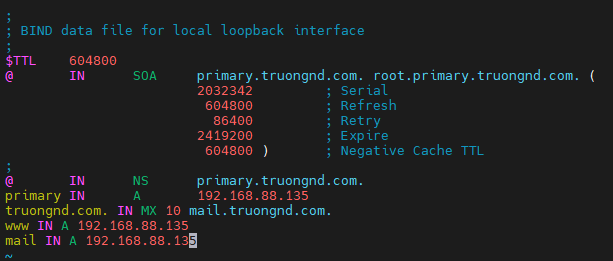 ;
; BIND data file for local loopback interface
;
$TTL    604800
@       IN      SOA     primary.truongnd.com. root.primary.truongnd.com. (
                        2032342         ; Serial
                         604800         ; Refresh
                          86400         ; Retry
                        2419200         ; Expire
                         604800 )       ; Negative Cache TTL
;
@       IN      NS      primary.truongnd.com.
primary IN      A       192.168.88.135
truongnd.com. IN MX 10 mail.truongnd.com.
www IN A 192.168.88.135
mail IN A 192.168.88.135
~